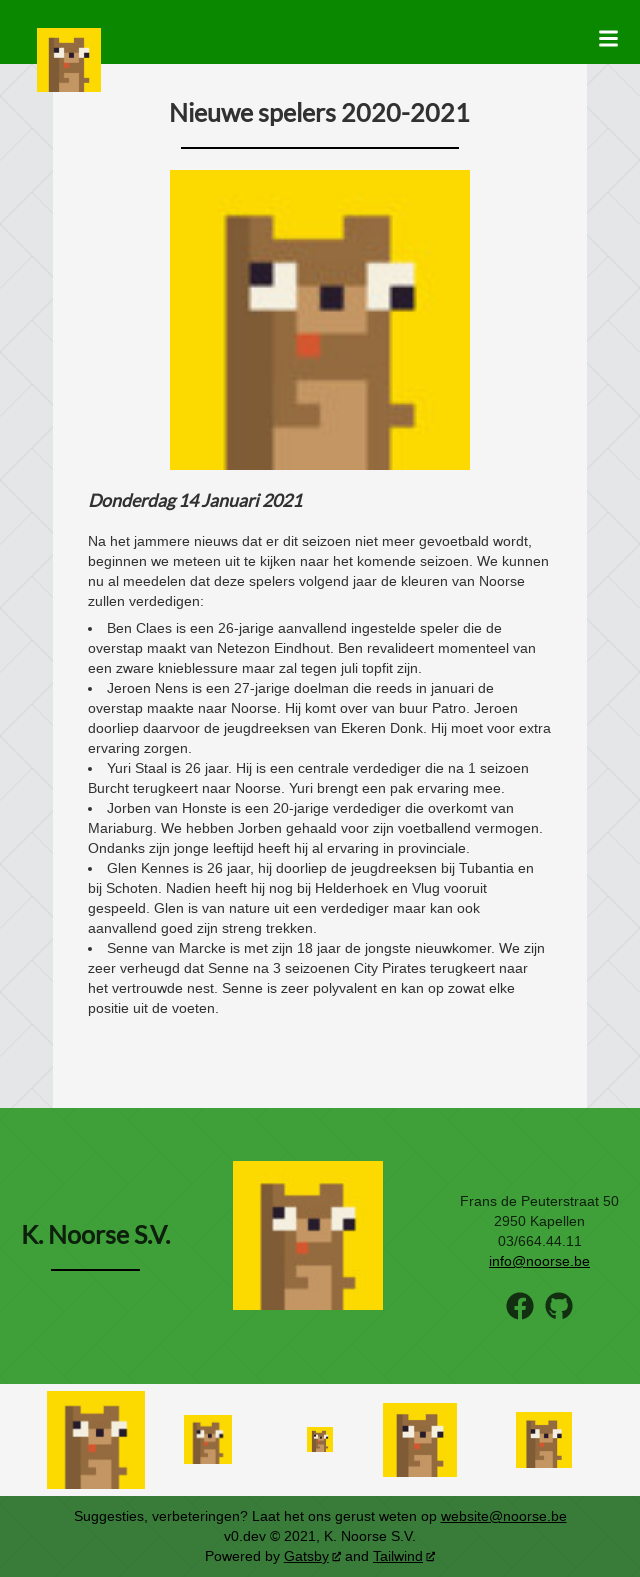 Nieuwe spelers 2020-2021
Donderdag 14 Januari 2021
Na het jammere nieuws dat er dit seizoen niet meer gevoetbald wordt,
beginnen we meteen uit te kijken naar het komende seizoen. We kunnen
nu al meedelen dat deze spelers volgend jaar de kleuren van Noorse
zullen verdedigen:
• Ben Claes is een 26-jarige aanvallend ingestelde speler die de
overstap maakt van Netezon Eindhout. Ben revalideert momenteel van
een zware knieblessure maar zal tegen juli topfit zijn.
• Jeroen Nens is een 27-jarige doelman die reeds in januari de
overstap maakte naar Noorse. Hij komt over van buur Patro. Jeroen
doorliep daarvoor de jeugdreeksen van Ekeren Donk. Hij moet voor extra
ervaring zorgen.
• Yuri Staal is 26 jaar. Hij is een centrale verdediger die na 1 seizoen
Burcht terugkeert naar Noorse. Yuri brengt een pak ervaring mee.
• Jorben van Honste is een 20-jarige verdediger die overkomt van
Mariaburg. We hebben Jorben gehaald voor zijn voetballend vermogen.
Ondanks zijn jonge leeftijd heeft hij al ervaring in provinciale.
• Glen Kennes is 26 jaar, hij doorliep de jeugdreeksen bij Tubantia en
bij Schoten. Nadien heeft hij nog bij Helderhoek en Vlug vooruit
gespeeld. Glen is van nature uit een verdediger maar kan ook
aanvallend goed zijn streng trekken.
• Senne van Marcke is met zijn 18 jaar de jongste nieuwkomer. We zijn
zeer verheugd dat Senne na 3 seizoenen City Pirates terugkeert naar
het vertrouwde nest. Senne is zeer polyvalent en kan op zowat elke
positie uit de voeten.
K. Noorse S.V.
Frans de Peuterstraat 50
2950 Kapellen
03/664.44.11
info@noorse.be
Suggesties, verbeteringen? Laat het ons gerust weten op website@noorse.be
v0.dev © 2021, K. Noorse S.V.
Powered by Gatsby and Tailwind